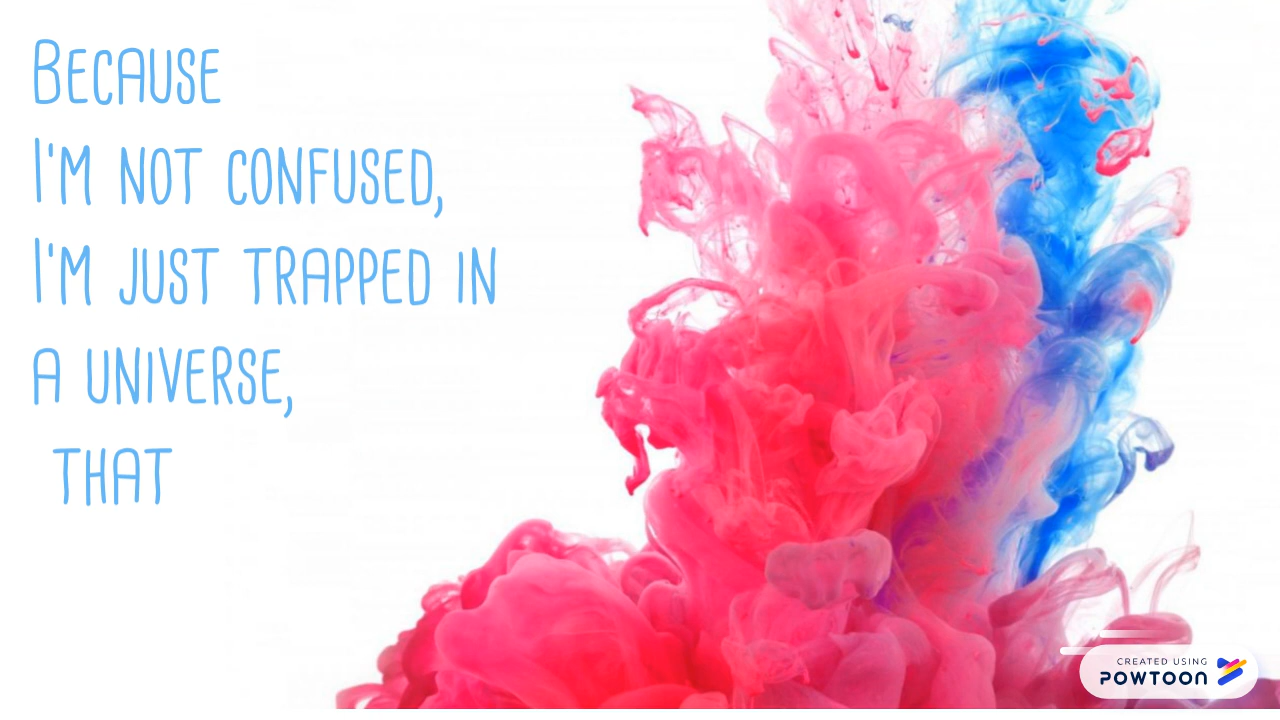 Because
I'm not confused,
I'm just trapped in
a universe,
that
CREATED USING
POWTOON